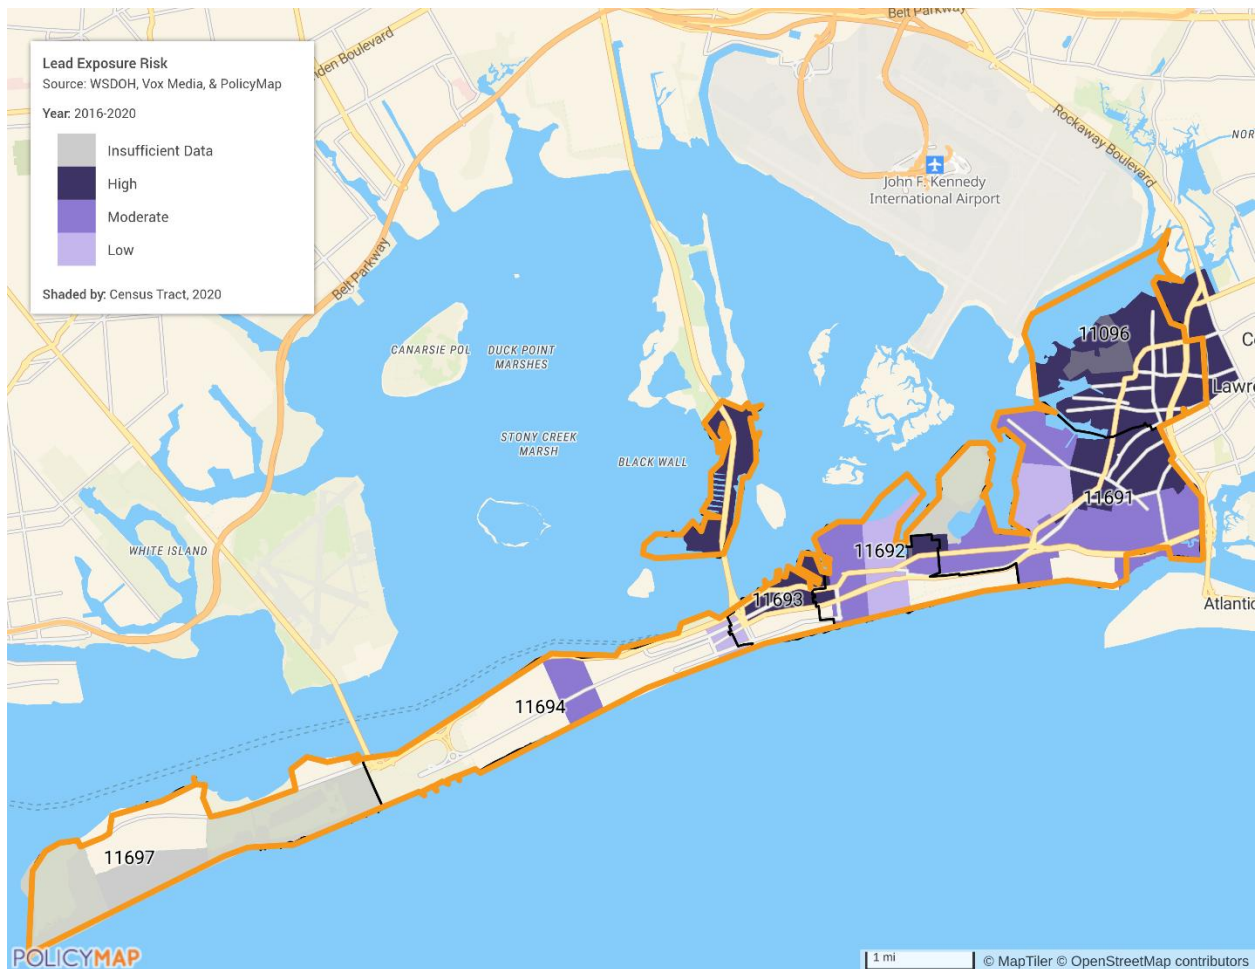 Lead Exposure Risk
Source: WSDOH, Vox Media, & PolicyMap
Year: 2016-2020
Insufficient Data
High
Moderate
Low
Shaded by: Census Tract, 2020
Boulevard
Belt Parkway
Belt Parkway
Rockaway Boulevard
John F. Kennedy
International Airport
CANARSIE POL
DUCK POINT
MARSHES
STONY CREEK
MARSH
BLACK WALL
WHITE ISLAND
11096
11691
11692
11693
11694
11697
Atlantic
POLICYMAP
1 mi
© MapTiler © OpenStreetMap contributors